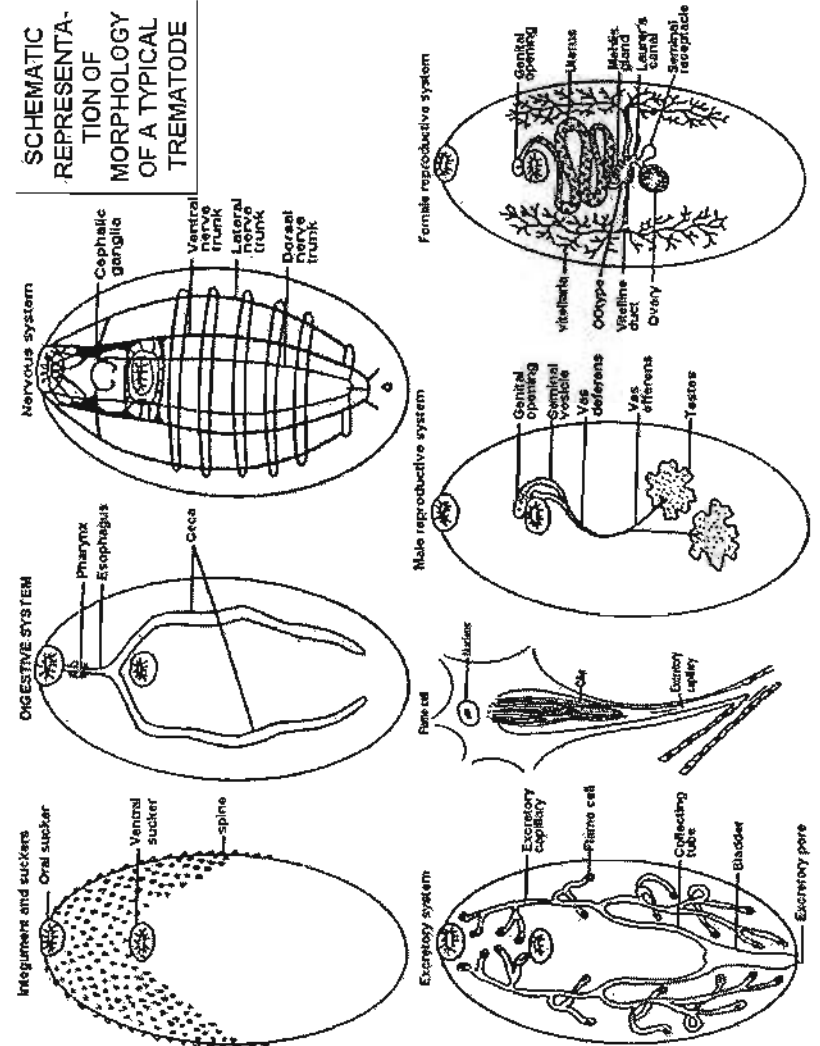 SCHEMATIC
REPRESENTA-
TION OF
MORPHOLOGY
OF A TYPICAL
TREMATODE
Integument and suckers
Oral sucker
Ventral
sucker
spine
DIGESTIVE SYSTEM
Pharynx
Esophagus
Ceca
Nervous system
Cephalic
ganglia
Ventral
nerve
trunk
Lateral
nerve
trunk
Dorsal
nerve
trunk
Excretory system
Excretory
capillary
Flame cell
Collecting
tube
Bladder
Excretory pore
Flame cell
Nucleus
Cilia
Excretory
capillary
Male reproductive system
Genital
opening
Seminal
vesicle
Vas
deferens
Vas
efferens
Testes
Female reproductive system
Genital
opening
Uterus
Mehlis
gland
Laurer's
canal
Seminal
receptacle
vitellaria
OOtype
Vitelline
duct
Ovary